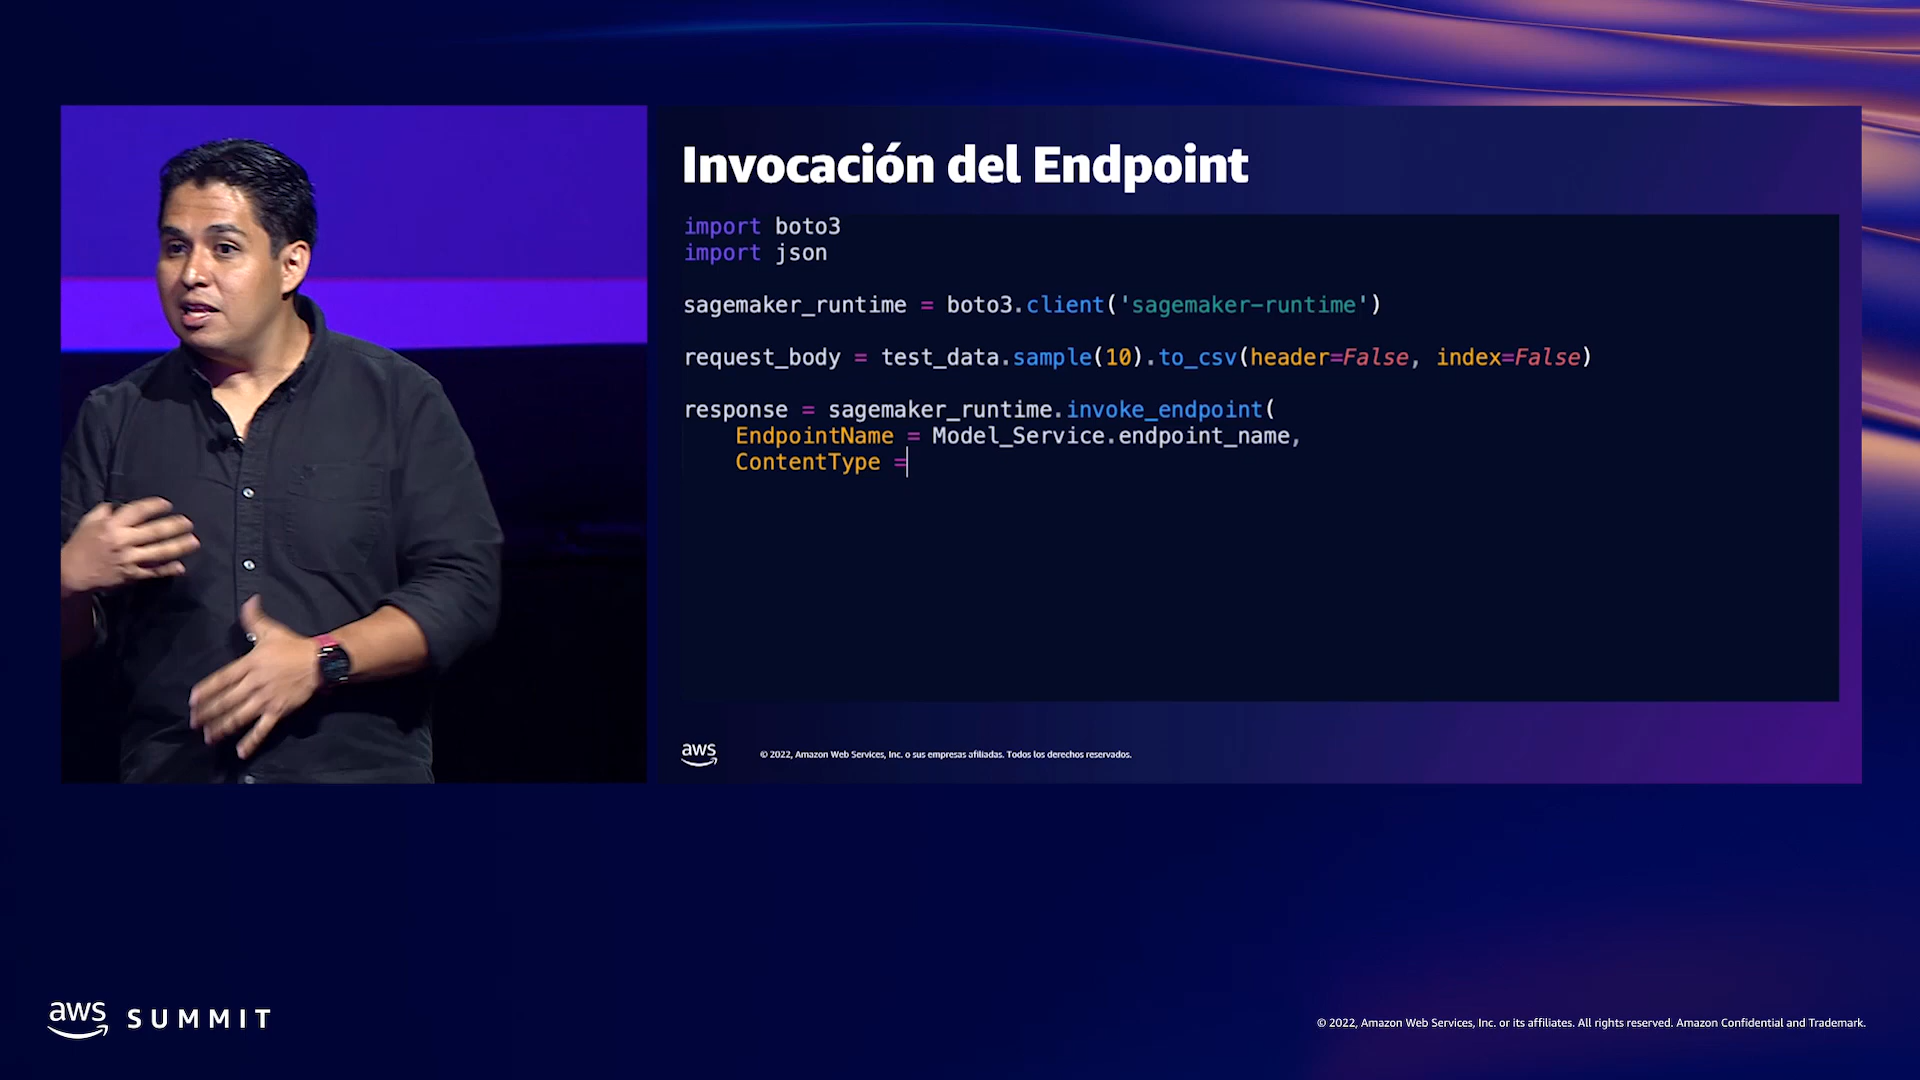 Invocación del Endpoint
import boto3
import json
sagemaker_runtime = boto3.client('sagemaker-runtime')
request_body = test_data.sample(10).to_csv(header=False, index=False)
response = sagemaker_runtime.invoke_endpoint(
    EndpointName = Model_Service.endpoint_name,
    ContentType =
aws
© 2022, Amazon Web Services, Inc. o sus empresas afiliadas. Todos los derechos reservados.
aws SUMMIT
© 2022, Amazon Web Services, Inc. or its affiliates. All rights reserved. Amazon Confidential and Trademark.